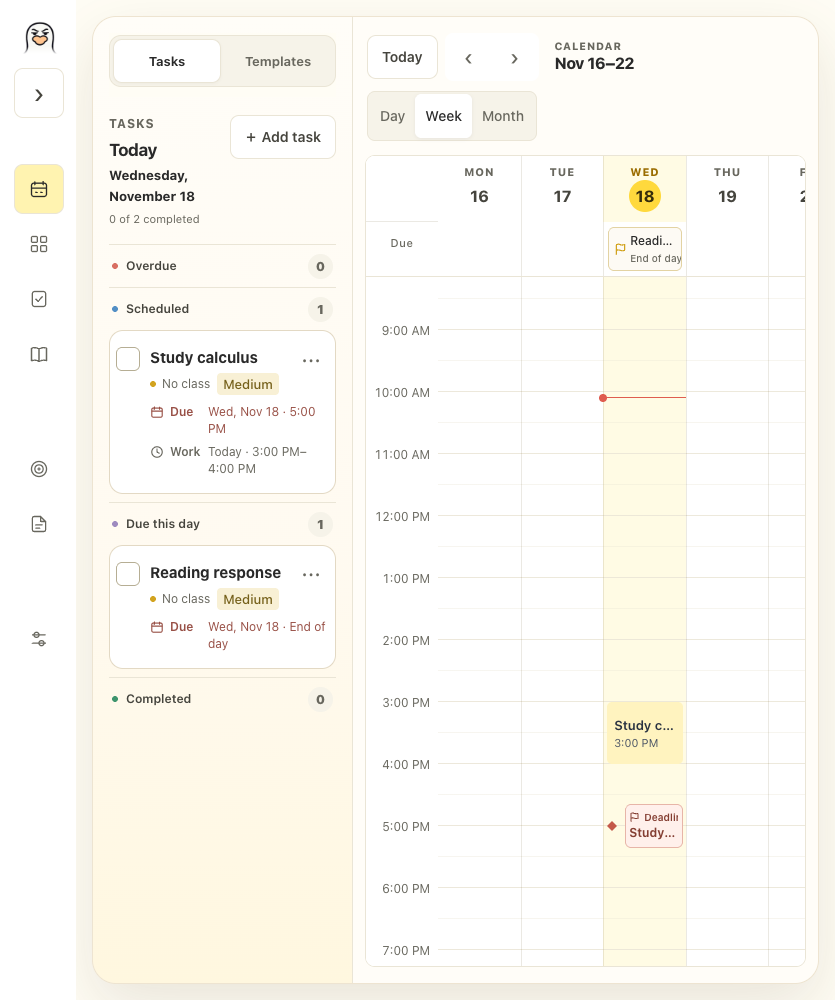 Tasks
Templates
TASKS
Today
Wednesday,
November 18
0 of 2 completed
+ Add task
Overdue
0
Scheduled
1
Study calculus
No class
Medium
Due
Wed, Nov 18 · 5:00
PM
Work
Today · 3:00 PM–
4:00 PM
Due this day
1
Reading response
No class
Medium
Due
Wed, Nov 18 · End of
day
Completed
0
Today
CALENDAR
Nov 16–22
Day
Week
Month
MON
16
TUE
17
WED
18
THU
19
F
2
Due
Readi...
End of day
9:00 AM
10:00 AM
11:00 AM
12:00 PM
1:00 PM
2:00 PM
3:00 PM
Study c...
3:00 PM
4:00 PM
Deadlin
Study...
5:00 PM
6:00 PM
7:00 PM